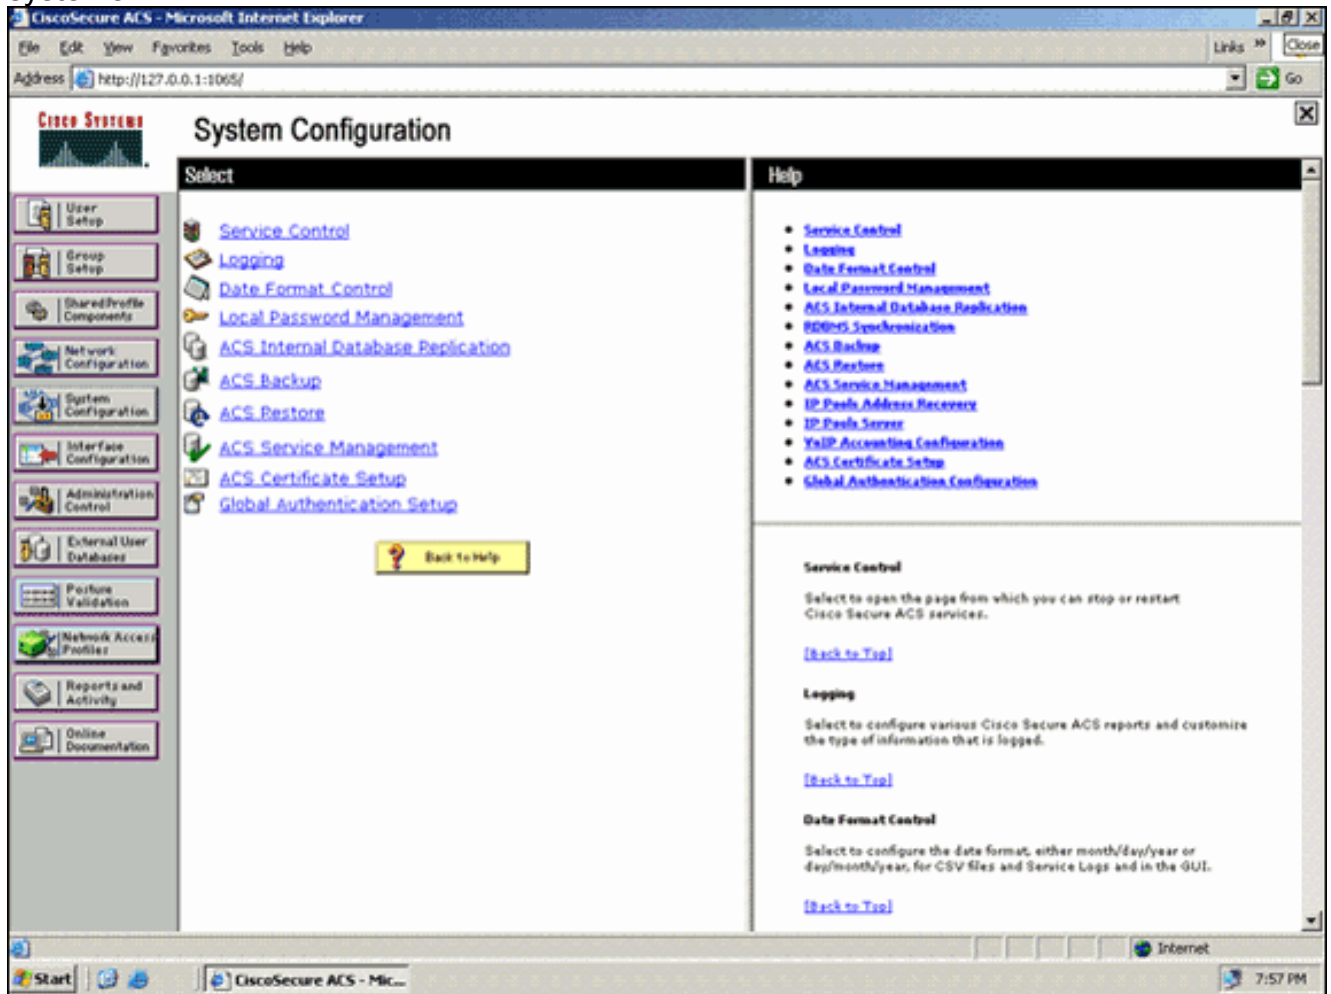 CiscoSecure ACS - Microsoft Internet Explorer
File Edit View Favorites Tools Help
Links »
Close
Address http://127.0.0.1:1065/
Go
CISCO SYSTEMS
System Configuration
Select
Help
User Setup
Group Setup
Shared Profile Components
Network Configuration
System Configuration
Interface Configuration
Administration Control
External User Databases
Posture Validation
Network Access Profiles
Reports and Activity
Online Documentation
Service Control
Logging
Date Format Control
Local Password Management
ACS Internal Database Replication
ACS Backup
ACS Restore
ACS Service Management
ACS Certificate Setup
Global Authentication Setup
Back to Help
Service Control
Logging
Date Format Control
Local Password Management
ACS Internal Database Replication
RDBMS Synchronization
ACS Backup
ACS Restore
ACS Service Managment
IP Pools Address Recovery
IP Pools Server
VoIP Accounting Configuration
ACS Certificate Setup
Global Authentication Configuration
Service Control
Select to open the page from which you can stop or restart
Cisco Secure ACS services.
[Back to Top]
Logging
Select to configure various Cisco Secure ACS reports and customize
the type of information that is logged.
[Back to Top]
Date Format Control
Select to configure the date format, either month/day/year or
day/month/year, for CSV files and Service Logs and in the GUI.
[Back to Top]
Internet
Start
CiscoSecure ACS - Mic...
7:57 PM